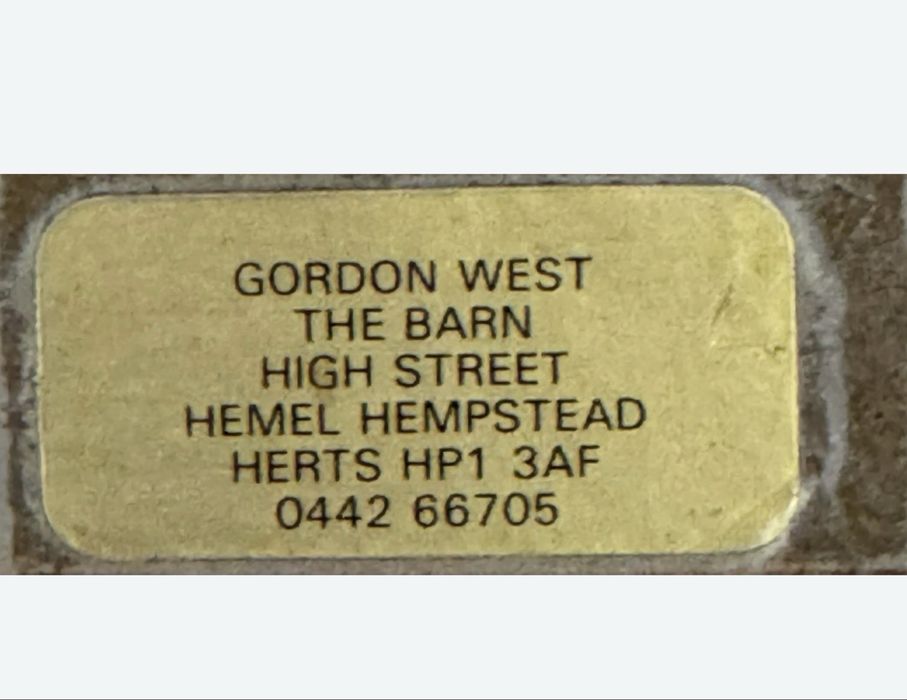 GORDON WEST
THE BARN
HIGH STREET
HEMEL HEMPSTEAD
HERTS HP1 3AF
0442 66705